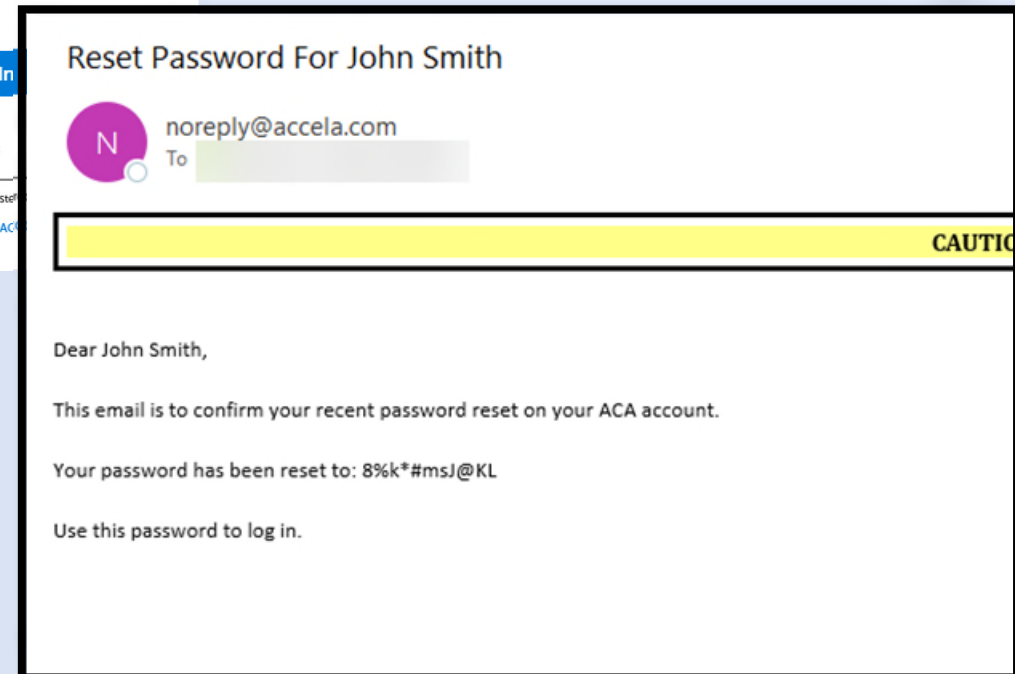 Reset Password For John Smith
In
N
noreply@accela.com
To
Dear John Smith,
This email is to confirm your recent password reset on your ACA account.
Your password has been reset to: 8%k*#msJ@KL
Use this password to log in.